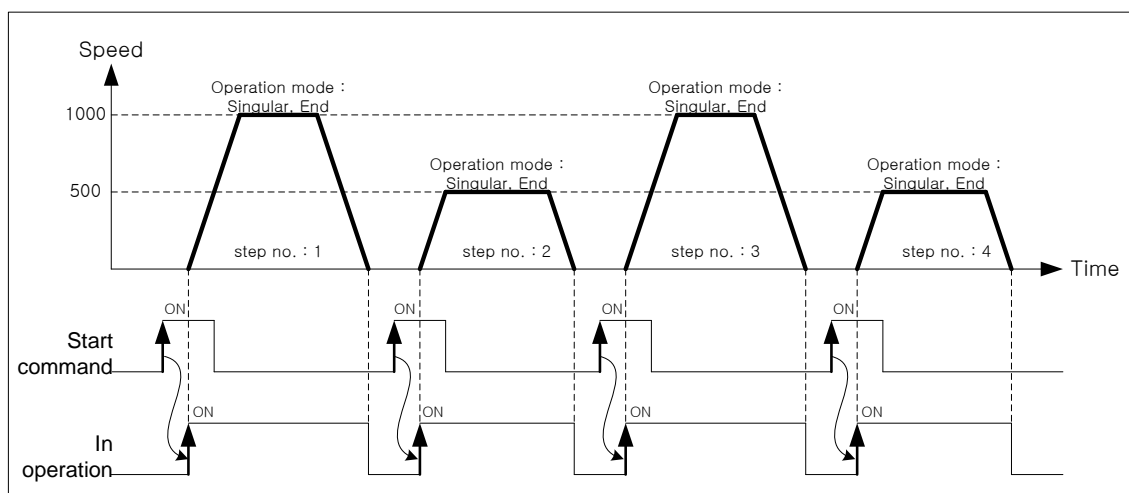 Speed
Operation mode :
Singular, End
Operation mode :
Singular, End
1000
Operation mode :
Singular, End
Operation mode :
Singular, End
500
step no. : 1
step no. : 2
step no. : 3
step no. : 4
Time
ON
ON
ON
ON
Start
command
ON
ON
ON
ON
In
operation